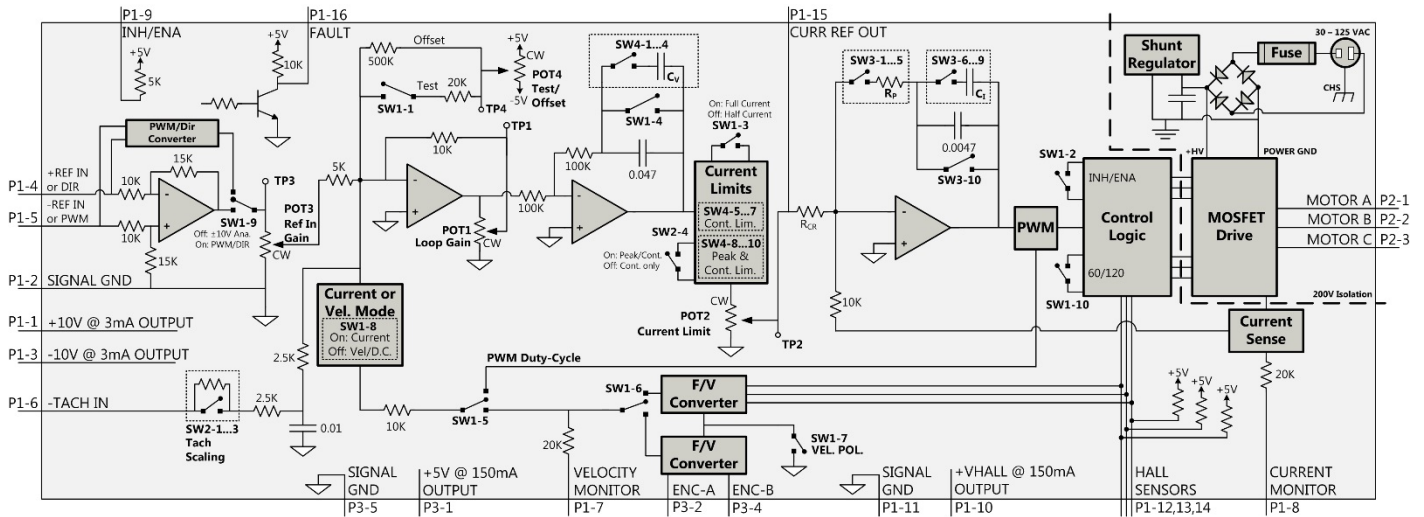 P1-9
INH/ENA
+5V
5K
P1-16
FAULT
+5V
10K
PWM/Dir
Converter
15K
P1-4
+REF IN
or DIR
10K
-
+
P1-5
-REF IN
or PWM
10K
15K
SW1-9
Off: ±10V Ana.
On: PWM/DIR
TP3
POT3
Ref In
Gain
CW
P1-2
SIGNAL GND
P1-1
+10V @ 3mA OUTPUT
P1-3
-10V @ 3mA OUTPUT
P1-6
-TACH IN
SW2-1...3
Tach
Scaling
2.5K
2.5K
0.01
5K
Offset
500K
Test
SW1-1
20K
TP4
+5V
CW
-5V
POT4
Test/
Offset
10K
TP1
-
+
POT1
Loop Gain
CW
100K
100K
SW4-1...4
CV
SW1-4
0.047
-
+
On: Full Current
Off: Half Current
SW1-3
Current
Limits
SW4-5...7
Cont. Lim.
SW4-8...10
Peak &
Cont. Lim.
SW2-4
On: Peak/Cont.
Off: Cont. only
CW
POT2
Current Limit
TP2
P1-15
CURR REF OUT
RCR
SW3-1...5
RP
SW3-6...9
CI
0.0047
SW3-10
-
+
10K
PWM
SW1-2
INH/ENA
Control
Logic
60/120
SW1-10
Shunt
Regulator
Fuse
30 – 125 VAC
CHS
+HV
POWER GND
MOSFET
Drive
MOTOR A
P2-1
MOTOR B
P2-2
MOTOR C
P2-3
200V Isolation
Current
Sense
20K
Current or
Vel. Mode
SW1-8
On: Current
Off: Vel/D.C.
10K
PWM Duty-Cycle
SW1-5
20K
SW1-6
F/V
Converter
F/V
Converter
SW1-7
VEL. POL.
+5V
+5V
+5V
SIGNAL
GND
P3-5
+5V @ 150mA
OUTPUT
P3-1
VELOCITY
MONITOR
P1-7
ENC-A
P3-2
ENC-B
P3-4
SIGNAL
GND
P1-11
+VHALL @ 150mA
OUTPUT
P1-10
HALL
SENSORS
P1-12,13,14
CURRENT
MONITOR
P1-8